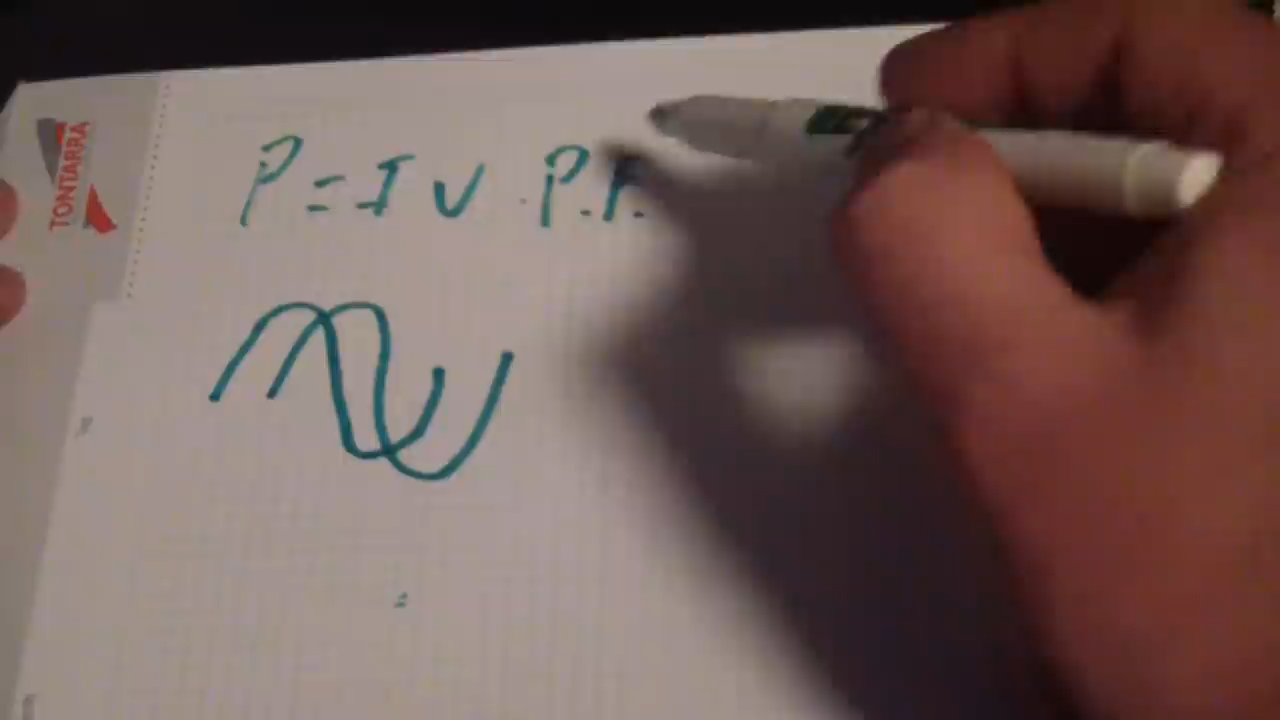 TONTARRA
P = I V . P.F.